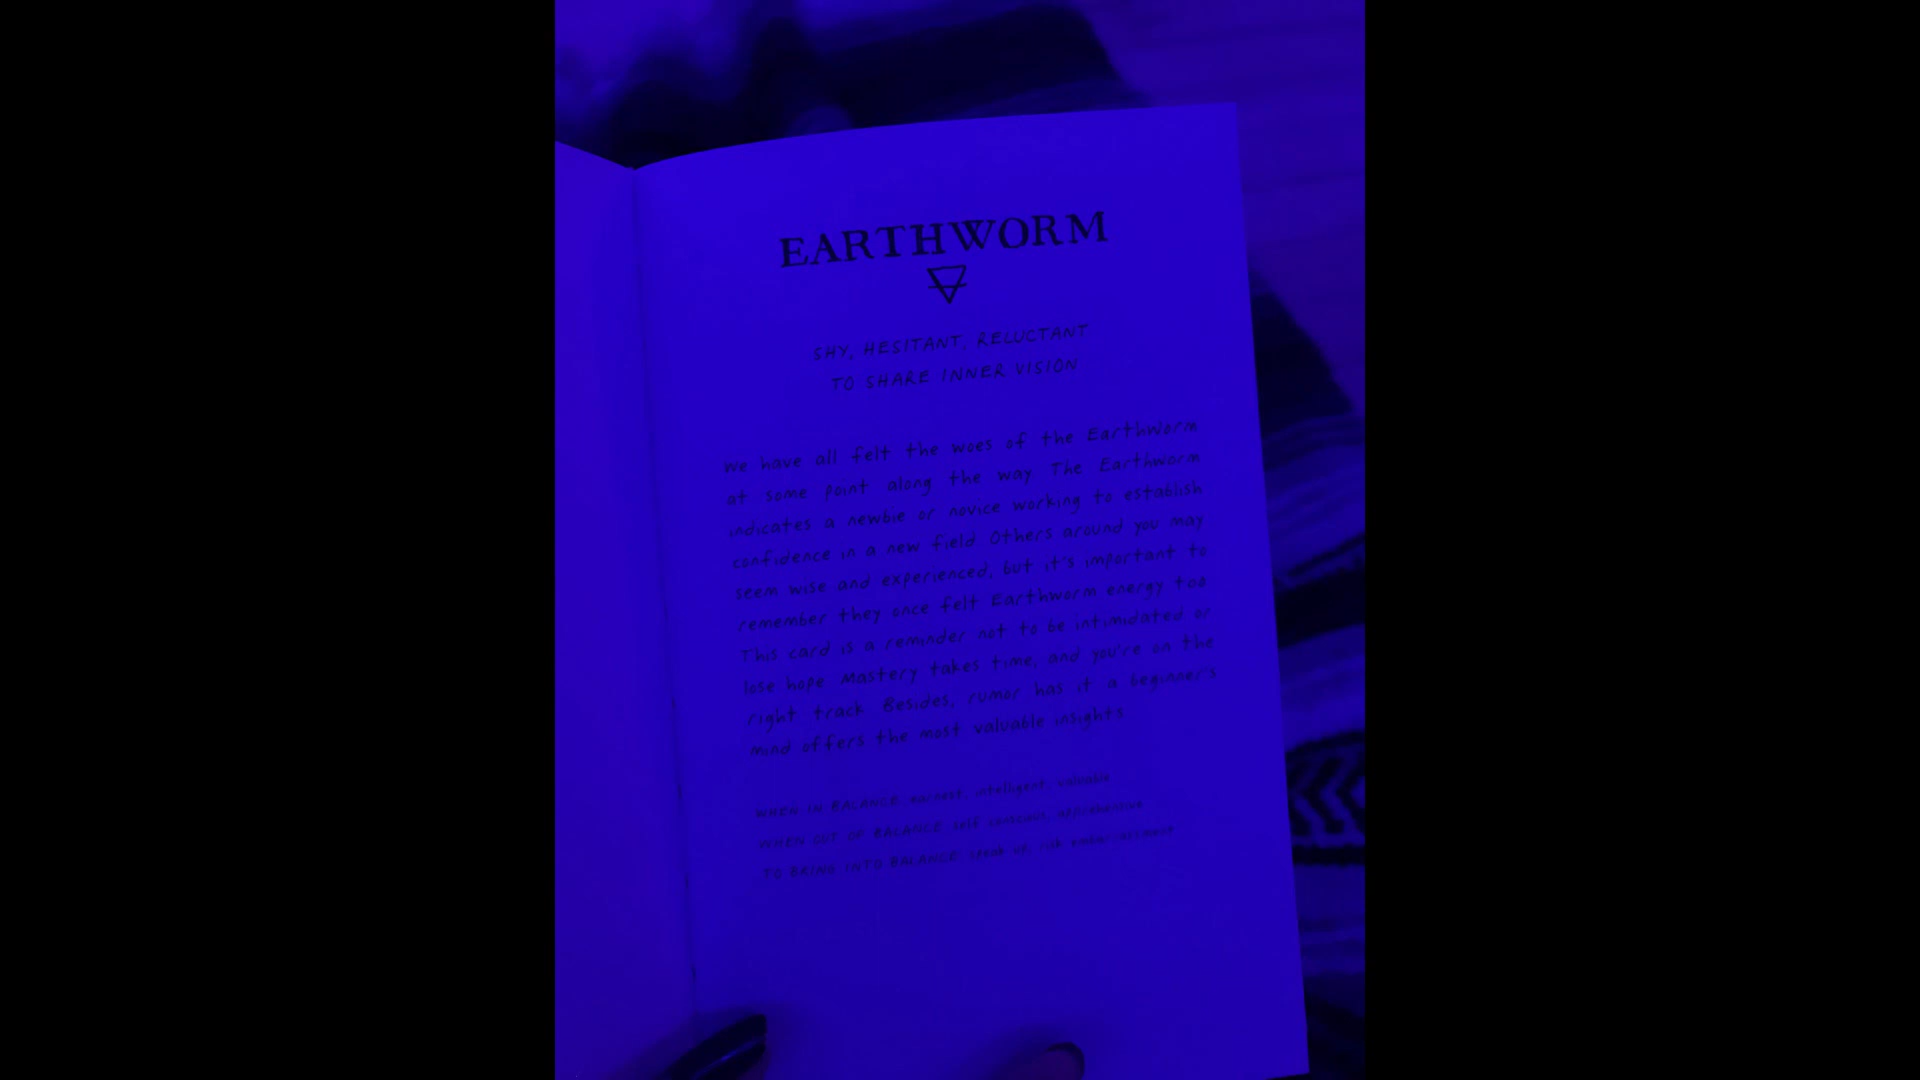 EARTHWORM
SHY, HESITANT, RELUCTANT
TO SHARE INNER VISION
We have all felt the woes of the Earthworm
at some point along the way. The Earthworm
indicates a newbie or novice working to establish
confidence in a new field. Others around you may
seem wise and experienced, but it's important to
remember they once felt Earthworm energy too.
This card is a reminder not to be intimidated or
lose hope. Mastery takes time, and you're on the
right track. Besides, rumor has it a beginner's
mind offers the most valuable insights.
WHEN IN BALANCE: earnest, intelligent, valuable
WHEN OUT OF BALANCE: self conscious,
TO BRING INTO BALANCE: speak up, risk embarrassment